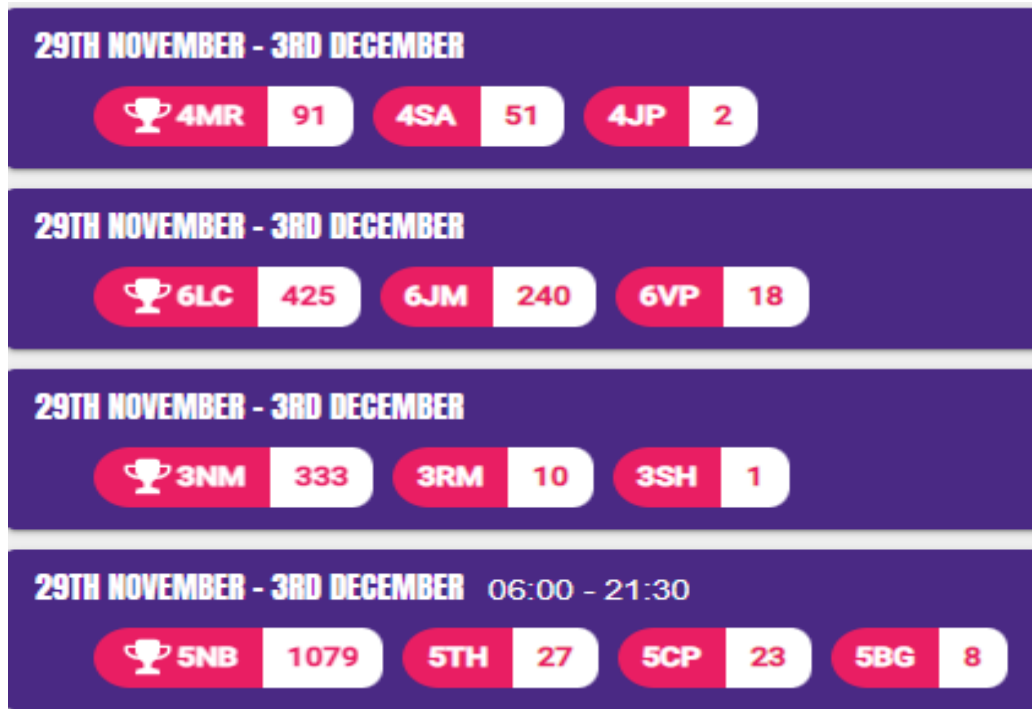 29TH NOVEMBER - 3RD DECEMBER
4MR 91 4SA 51 4JP 2
29TH NOVEMBER - 3RD DECEMBER
6LC 425 6JM 240 6VP 18
29TH NOVEMBER - 3RD DECEMBER
3NM 333 3RM 10 3SH 1
29TH NOVEMBER - 3RD DECEMBER 06:00 - 21:30
5NB 1079 5TH 27 5CP 23 5BG 8